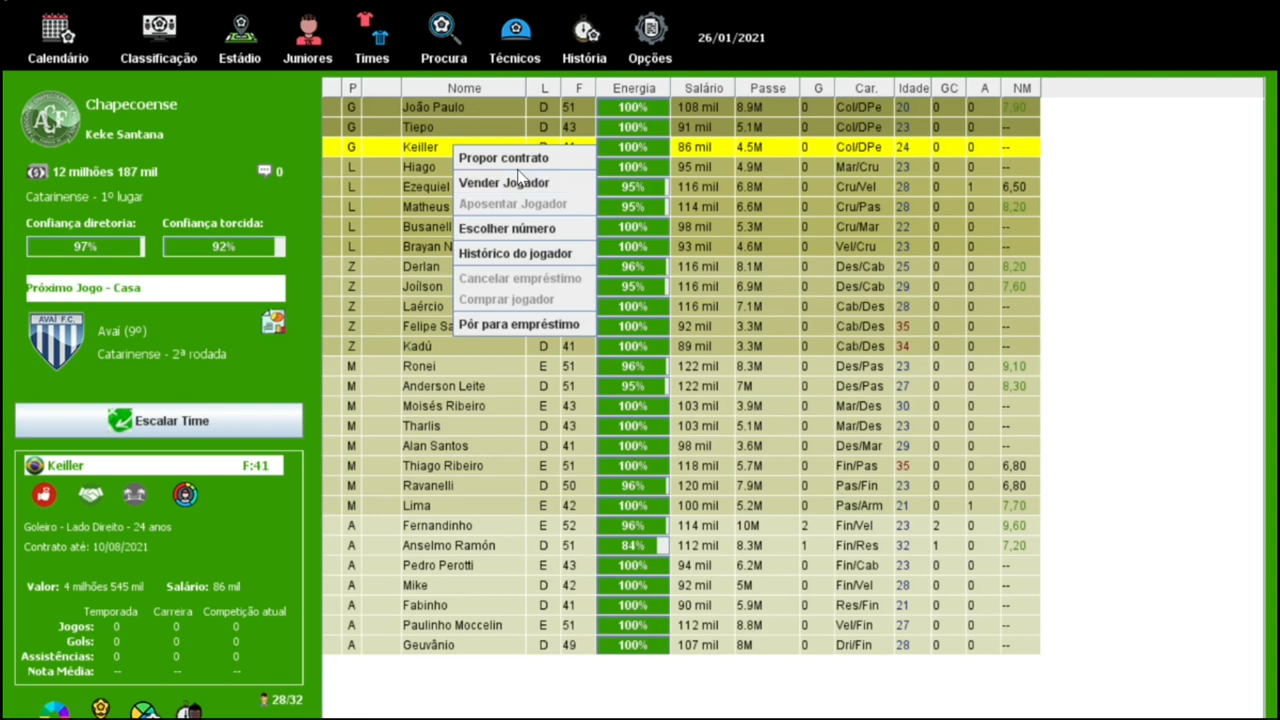 Calendário Classificação Estádio Juniores Times Procura Técnicos História Opções 26/01/2021
Chapecoense
Keke Santana
12 milhões 187 mil 0
Catarinense - 1º lugar
Confiança diretoria: Confiança torcida:
97% 92%
Próximo Jogo - Casa
AVAÍ F.C.
Avaí (9º)
Catarinense - 2ª rodada
Escalar Time
Keiller F:41
Goleiro - Lado Direito - 24 anos
Contrato até: 10/08/2021
Valor: 4 milhões 545 mil Salário: 86 mil
Temporada Carreira Competição atual
Jogos: 0 0 0
Gols: 0 0 0
Assistências: 0 0 0
Nota Média: -- -- --
28/32
P Nome L F Energia Salário Passe G Car. Idade GC A NM
G João Paulo D 51 100% 108 mil 8.9M 0 Col/DPe 20 0 0 7,90
G Tiepo D 43 100% 91 mil 5.1M 0 Col/DPe 23 0 0 --
G Keiller 100% 86 mil 4.5M 0 Col/DPe 24 0 0 --
L Hiago 100% 95 mil 4.9M 0 Mar/Cru 23 0 0 --
L Ezequiel 95% 116 mil 6.8M 0 Cru/Vel 28 0 1 6,50
L Matheus 95% 114 mil 6.6M 0 Cru/Pas 28 0 0 8,20
L Busanell 100% 98 mil 5.3M 0 Cru/Mar 22 0 0 --
L Brayan N 100% 93 mil 4.6M 0 Vel/Cru 23 0 0 --
Z Derlan 96% 116 mil 8.1M 0 Des/Cab 25 0 0 8,20
Z Joílson 95% 116 mil 6.9M 0 Des/Cab 29 0 0 7,60
Z Laércio 100% 116 mil 7.1M 0 Cab/Des 28 0 0 --
Z Felipe Sa 100% 92 mil 3.3M 0 Cab/Des 35 0 0 --
Z Kadú D 41 100% 89 mil 3.3M 0 Cab/Des 34 0 0 --
M Ronei E 51 96% 122 mil 8.3M 0 Des/Pas 23 0 0 9,10
M Anderson Leite D 51 95% 122 mil 7M 0 Des/Pas 27 0 0 8,30
M Moisés Ribeiro E 43 100% 103 mil 3.9M 0 Mar/Des 30 0 0 --
M Tharlis D 43 100% 103 mil 5.1M 0 Mar/Des 23 0 0 --
M Alan Santos D 41 100% 98 mil 3.6M 0 Des/Mar 29 0 0 --
M Thiago Ribeiro E 51 100% 118 mil 5.7M 0 Fin/Pas 35 0 0 6,80
M Ravanelli D 50 96% 120 mil 7.9M 0 Pas/Fin 23 0 0 6,80
M Lima E 42 100% 100 mil 5.2M 0 Pas/Arm 21 0 1 7,70
A Fernandinho E 52 96% 114 mil 10M 2 Fin/Vel 23 2 0 9,60
A Anselmo Ramón D 51 84% 112 mil 8.3M 1 Fin/Res 32 1 0 7,20
A Pedro Perotti E 43 100% 94 mil 6.2M 0 Fin/Cab 23 0 0 --
A Mike D 42 100% 92 mil 5M 0 Fin/Vel 28 0 0 --
A Fabinho D 41 100% 90 mil 5.9M 0 Res/Fin 21 0 0 --
A Paulinho Moccelin E 51 100% 112 mil 8.8M 0 Vel/Fin 27 0 0 --
A Geuvânio D 49 100% 107 mil 8M 0 Dri/Fin 28 0 0 --
Propor contrato
Vender Jogador
Aposentar Jogador
Escolher número
Histórico do jogador
Cancelar empréstimo
Comprar jogador
Pór para empréstimo